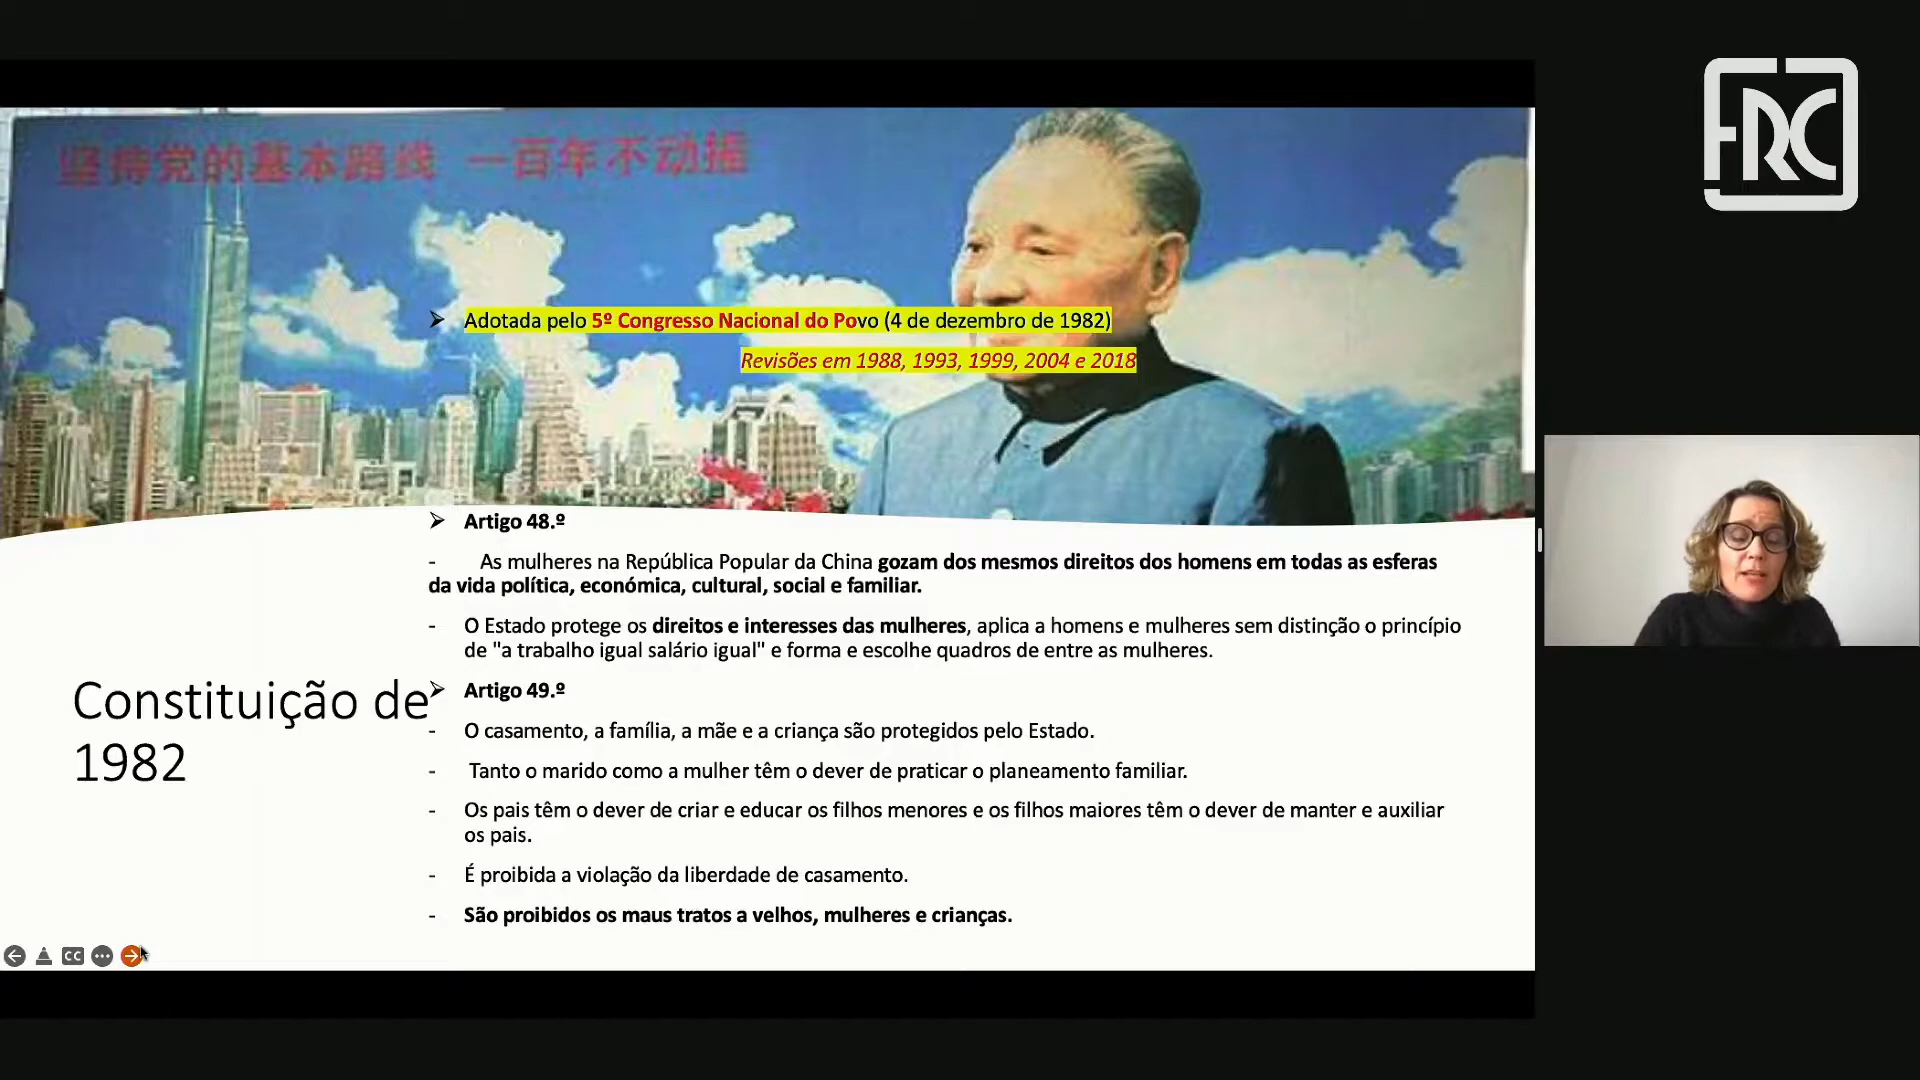 坚持党的基本路线 一百年不动摇
FRC
➤ Adotada pelo 5º Congresso Nacional do Povo (4 de dezembro de 1982)
Revisões em 1988, 1993, 1999, 2004 e 2018
➤ Artigo 48.º
- As mulheres na República Popular da China gozam dos mesmos direitos dos homens em todas as esferas
da vida política, económica, cultural, social e familiar.
- O Estado protege os direitos e interesses das mulheres, aplica a homens e mulheres sem distinção o princípio
de "a trabalho igual salário igual" e forma e escolhe quadros de entre as mulheres.
Constituição de
1982
➤ Artigo 49.º
- O casamento, a família, a mãe e a criança são protegidos pelo Estado.
- Tanto o marido como a mulher têm o dever de praticar o planeamento familiar.
- Os pais têm o dever de criar e educar os filhos menores e os filhos maiores têm o dever de manter e auxiliar
os pais.
- É proibida a violação da liberdade de casamento.
- São proibidos os maus tratos a velhos, mulheres e crianças.
CC